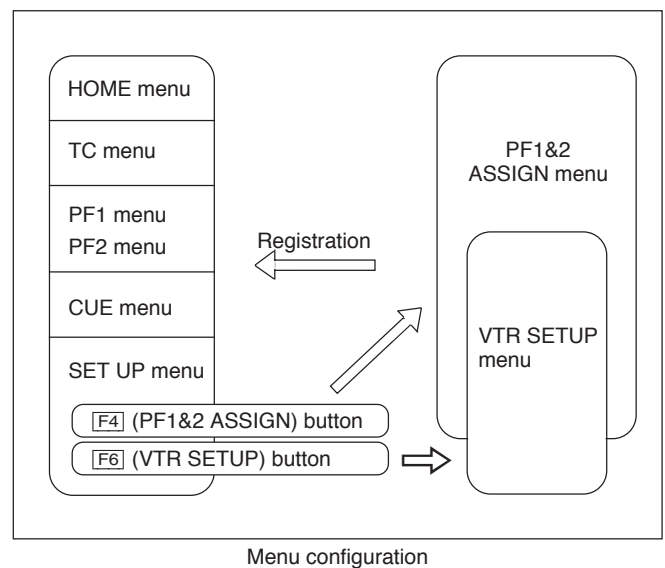 HOME menu
TC menu
PF1 menu
PF2 menu
CUE menu
SET UP menu
F4 (PF1&2 ASSIGN) button
F6 (VTR SETUP) button
Registration
PF1&2
ASSIGN menu
VTR SETUP
menu
Menu configuration